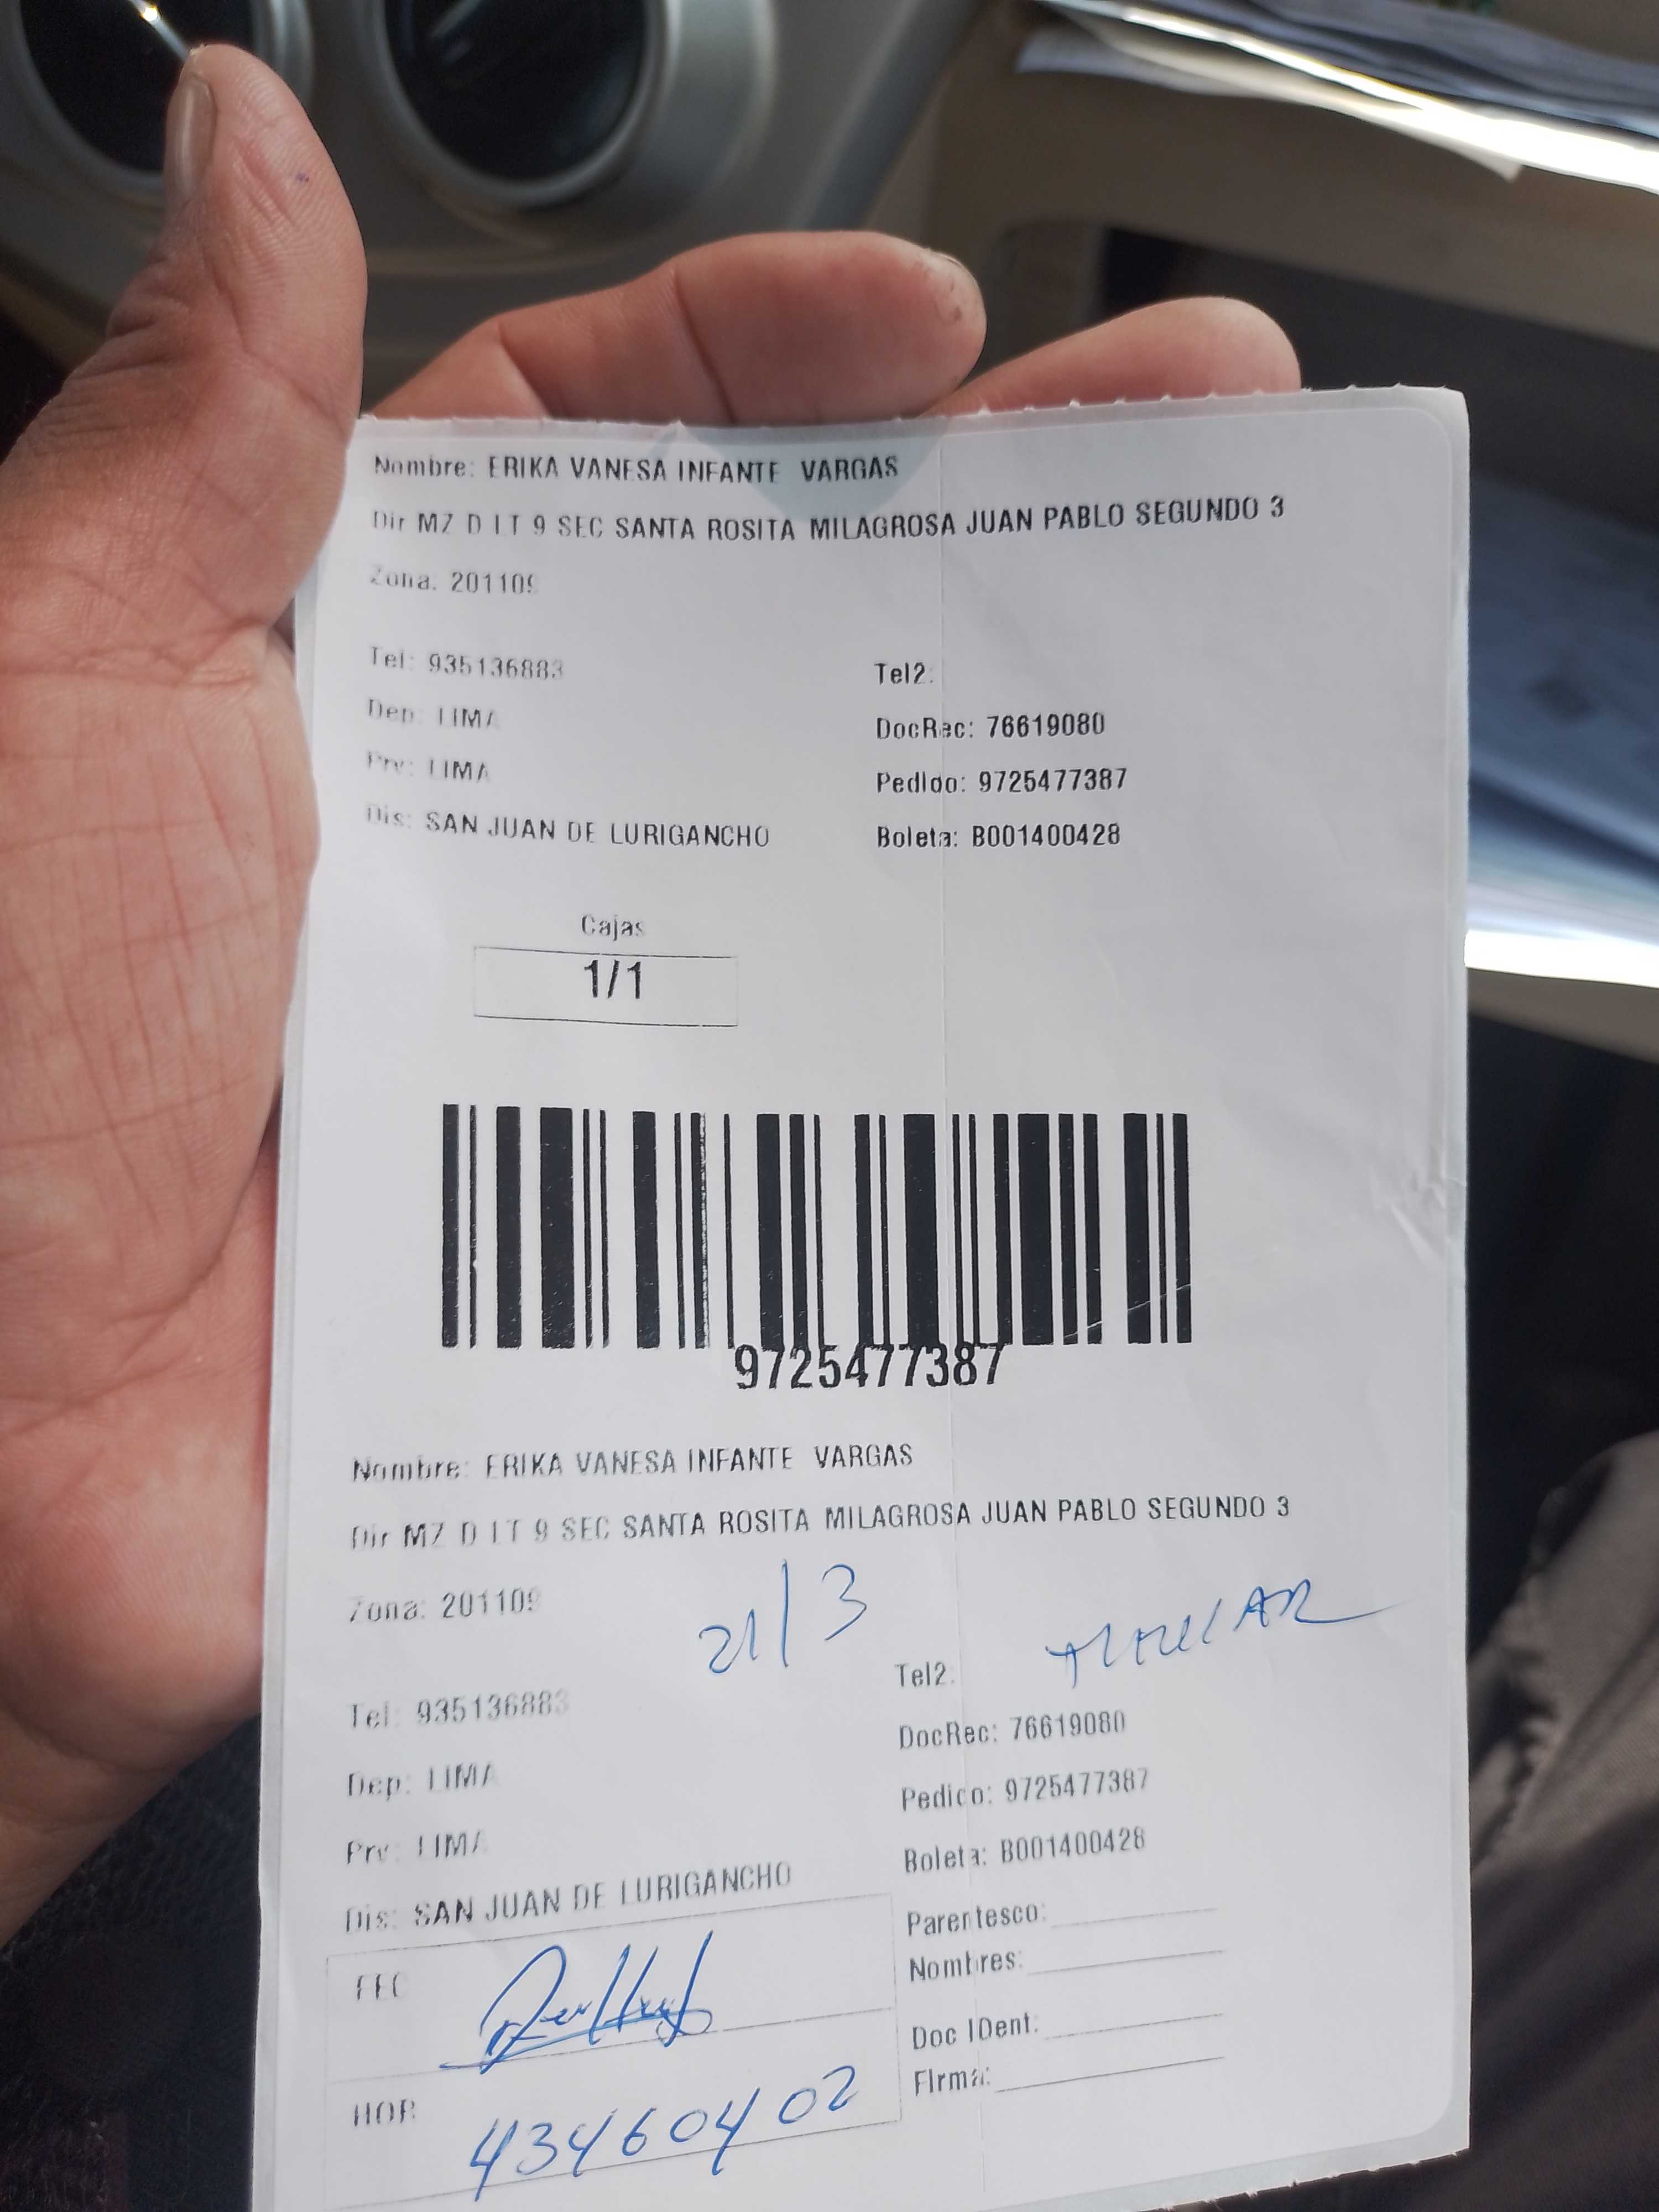 Nombre: ERIKA VANESA INFANTE VARGAS
Dir MZ D LT 9 SEC SANTA ROSITA MILAGROSA JUAN PABLO SEGUNDO 3
Zona: 201109
Tel: 935136883 Tel2:
Dep: LIMA DocRec: 76619080
Prv: LIMA Pedido: 9725477387
Dis: SAN JUAN DE LURIGANCHO Boleta: B001400428
Cajas
1/1
9725477387
Nombre: ERIKA VANESA INFANTE VARGAS
Dir MZ D LT 9 SEC SANTA ROSITA MILAGROSA JUAN PABLO SEGUNDO 3
Zona: 201109
21/3
Tel: 935136883 Tel2:
Dep: LIMA DocRec: 76619080
Prv: LIMA Pedido: 9725477387
Dis: SAN JUAN DE LURIGANCHO Boleta: B001400428
Parentesco:
Nombres:
FEC
Doc IDent:
Firma:
HOR
43460402